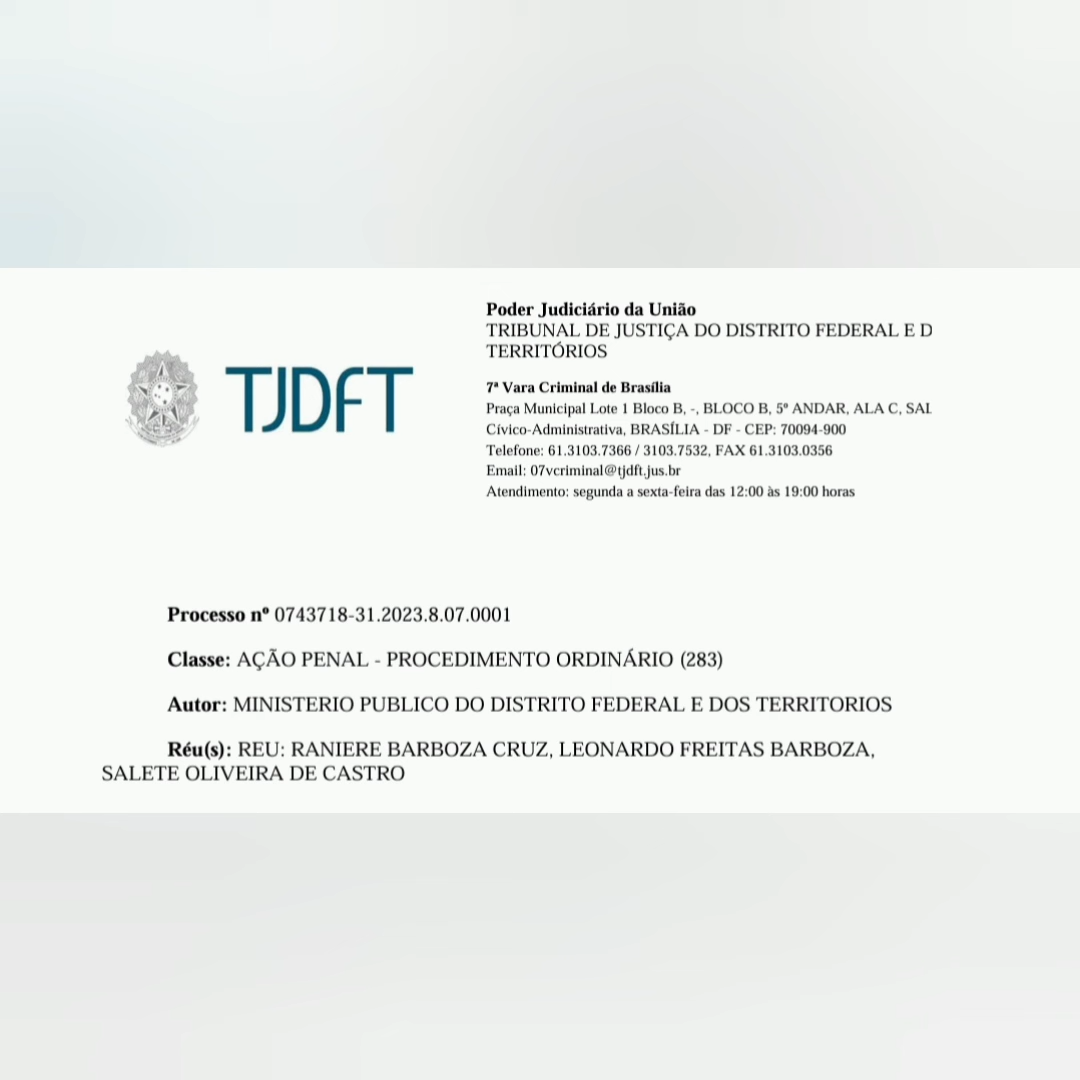 TJDFT
Poder Judiciário da União
TRIBUNAL DE JUSTIÇA DO DISTRITO FEDERAL E D
TERRITÓRIOS
7ª Vara Criminal de Brasília
Praça Municipal Lote 1 Bloco B, -, BLOCO B, 5º ANDAR, ALA C, SAL
Cívico-Administrativa, BRASÍLIA - DF - CEP: 70094-900
Telefone: 61.3103.7366 / 3103.7532, FAX 61.3103.0356
Email: 07vcriminal@tjdft.jus.br
Atendimento: segunda a sexta-feira das 12:00 às 19:00 horas
Processo nº 0743718-31.2023.8.07.0001
Classe: AÇÃO PENAL - PROCEDIMENTO ORDINÁRIO (283)
Autor: MINISTERIO PUBLICO DO DISTRITO FEDERAL E DOS TERRITORIOS
Réu(s): REU: RANIERE BARBOZA CRUZ, LEONARDO FREITAS BARBOZA,
SALETE OLIVEIRA DE CASTRO